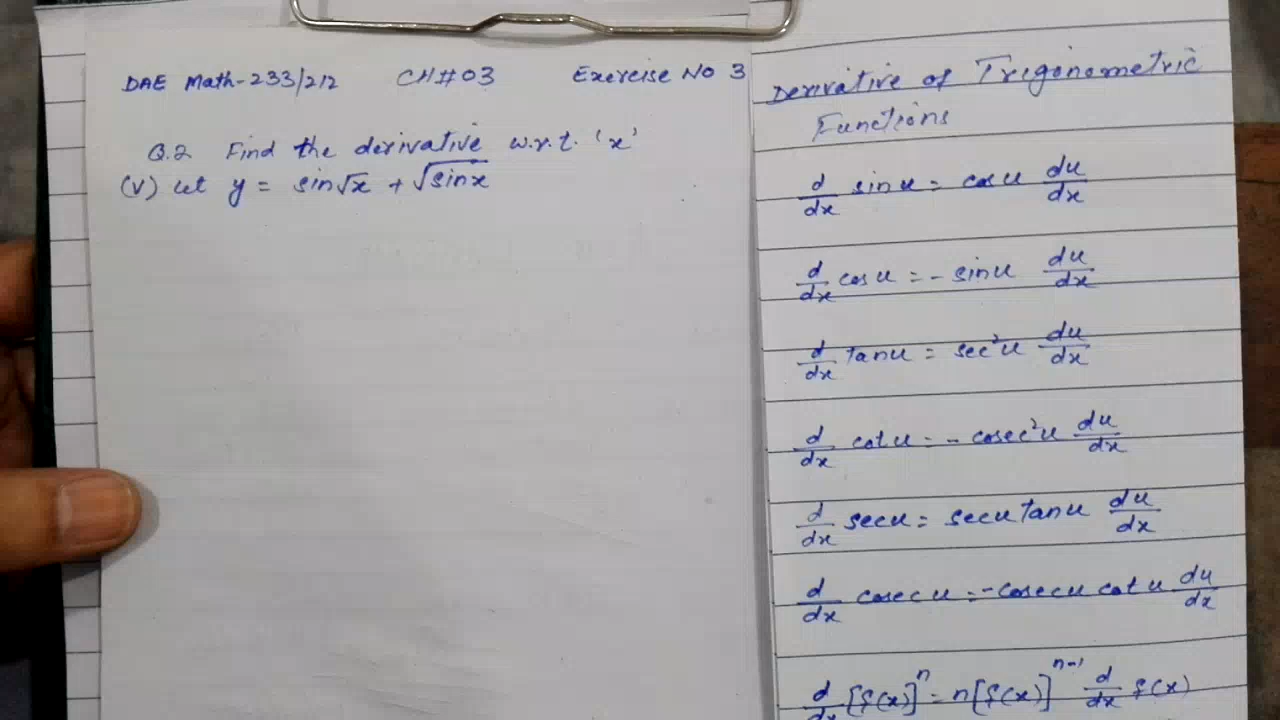 DAE Math-233/212 CH#03 Exercise No 3
Q.2 Find the derivative w.r.t. 'x'
(V) Let y = sin√x + √sinx
Derivative of Trigonometric
Functions
d/dx sinu = cosu du/dx
d/dx cosu = - sinu du/dx
d/dx tanu = sec²u du/dx
d/dx cotu = - cosec²u du/dx
d/dx secu = secu tanu du/dx
d/dx cosecu = -cosecu cotu du/dx
d/dx [f(x)]ⁿ = n[f(x)]ⁿ⁻¹ d/dx f(x)